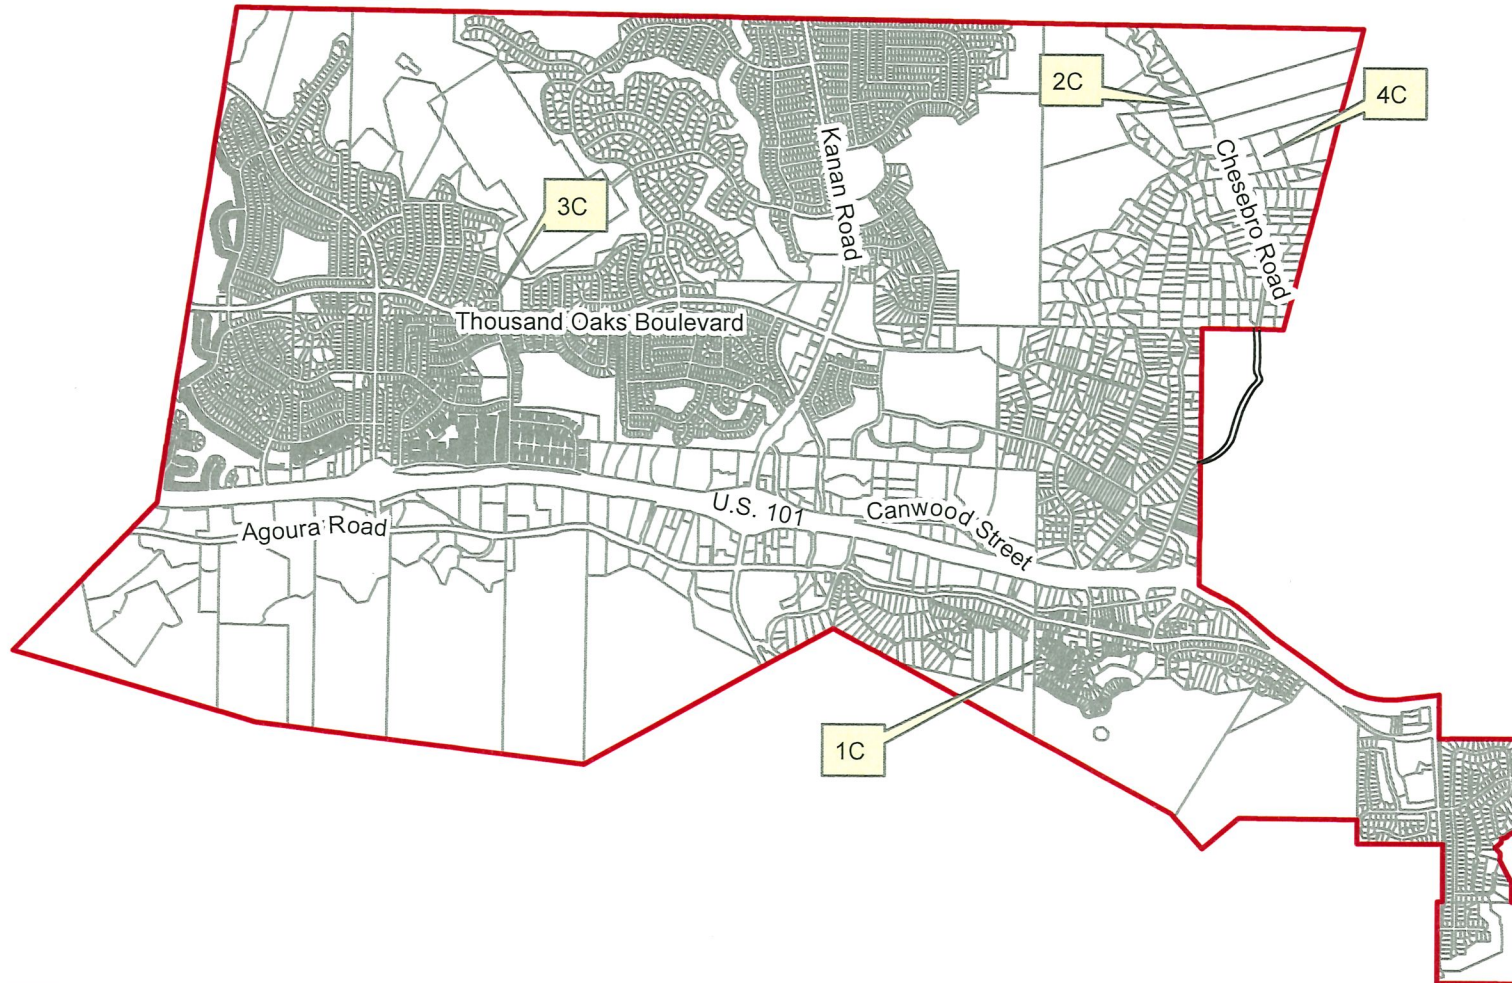 2C
4C
Kanan Road
Chesebro Road
3C
Thousand Oaks Boulevard
U.S. 101
Canwood Street
Agoura Road
1C